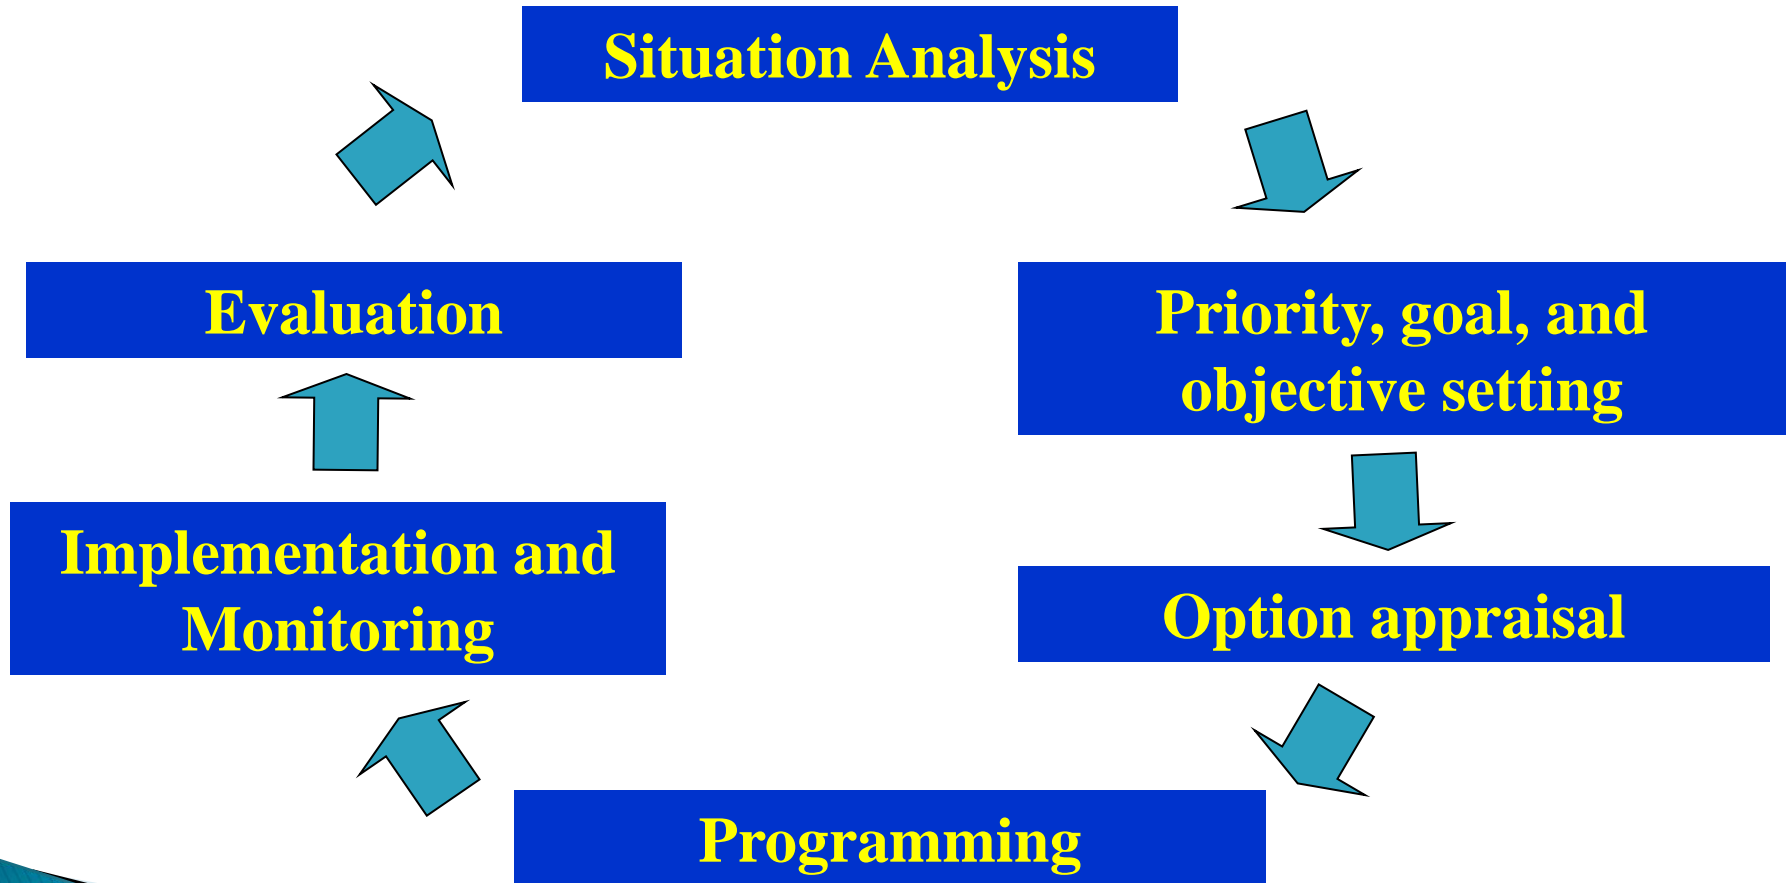 Situation Analysis
Evaluation
Priority, goal, and
objective setting
Implementation and
Monitoring
Option appraisal
Programming